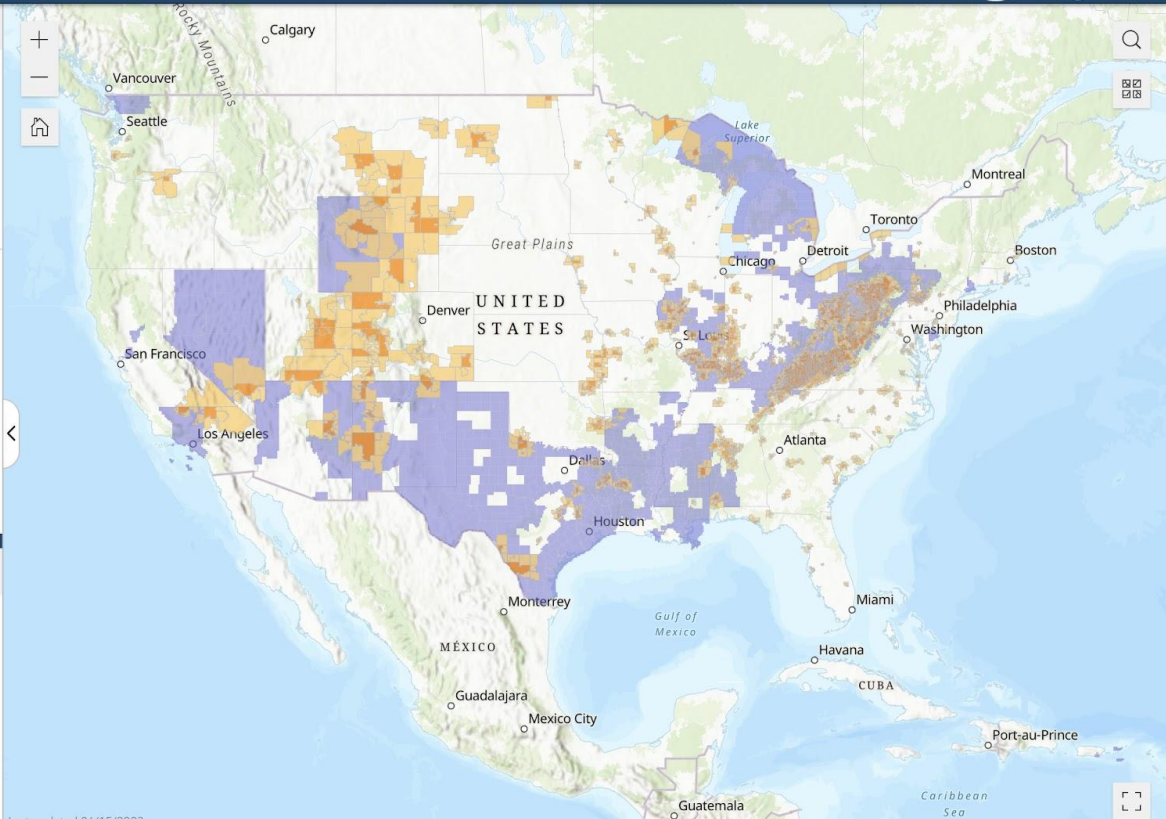 Calgary
Rocky Mountains
Vancouver
Seattle
Lake
Superior
Montreal
Toronto
Great Plains
Boston
Detroit
Chicago
UNITED
STATES
Denver
Philadelphia
Washington
San Francisco
Los Angeles
Atlanta
Dallas
Houston
Monterrey
Miami
Gulf of
Mexico
MÉXICO
Havana
CUBA
Guadalajara
Mexico City
Port-au-Prince
Caribbean
Sea
Guatemala